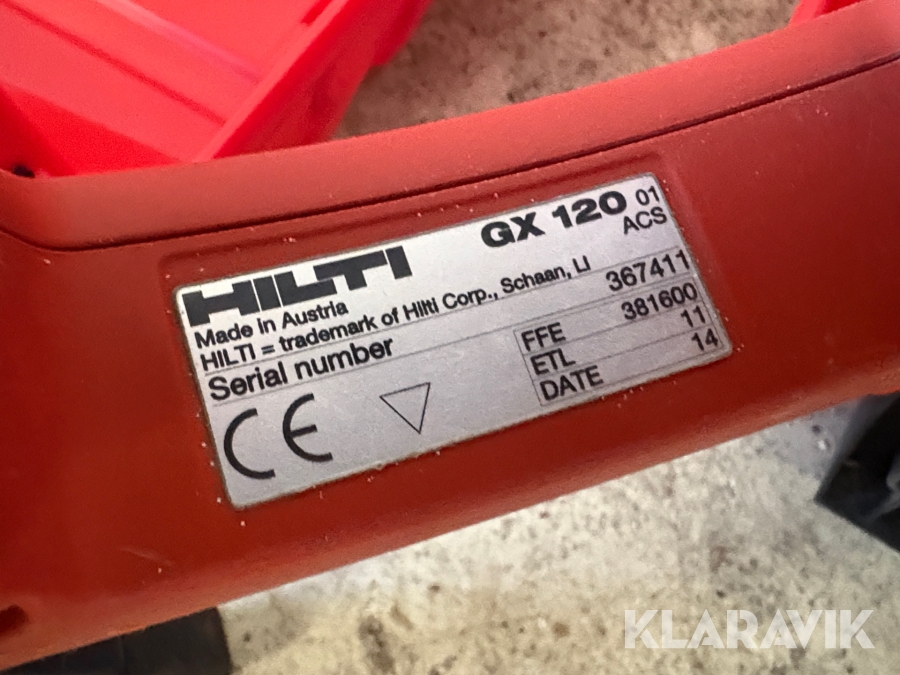 HILTI
GX 120 01
ACS
Made in Austria
HILTI = trademark of Hilti Corp., Schaan, LI
Serial number 367411
FFE 381600
ETL 11
DATE 14
CE
KLARAVIK